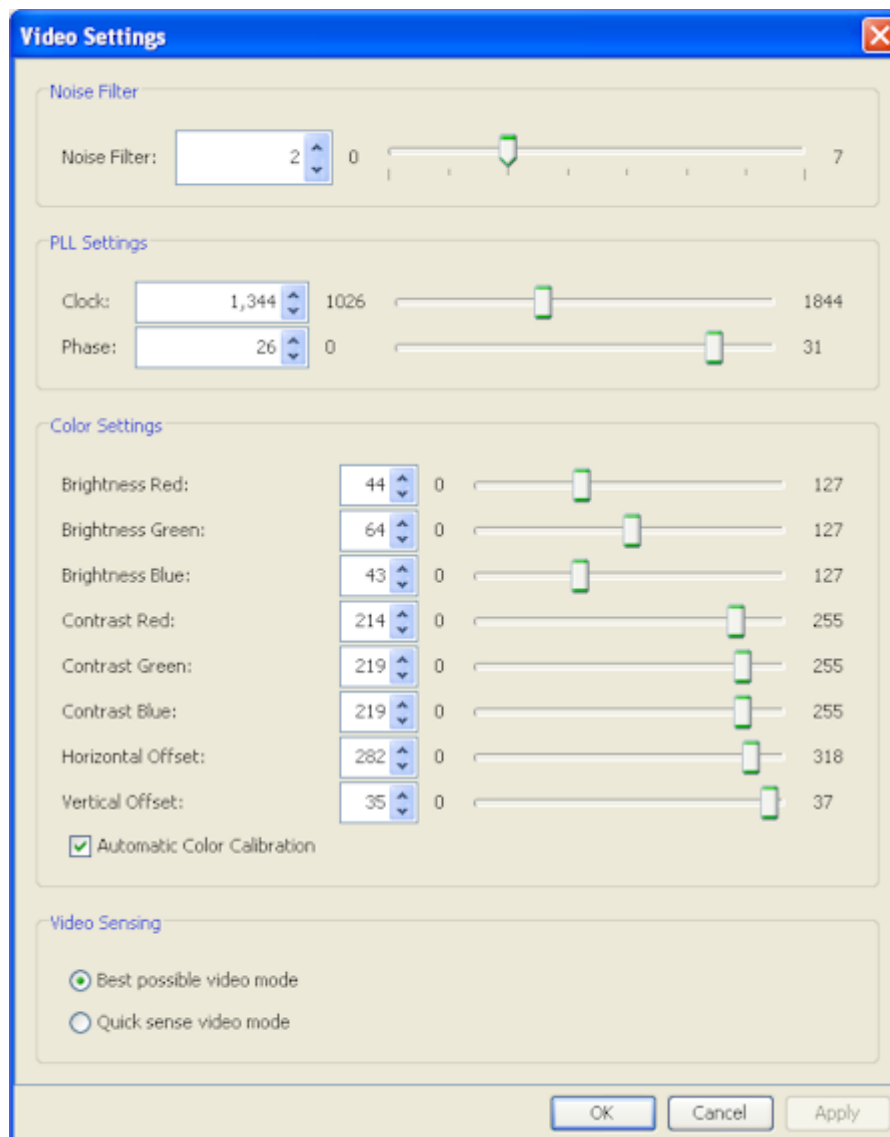 Video Settings
Noise Filter
Noise Filter: 2 0 7
PLL Settings
Clock: 1,344 1026 1844
Phase: 26 0 31
Color Settings
Brightness Red: 44 0 127
Brightness Green: 64 0 127
Brightness Blue: 43 0 127
Contrast Red: 214 0 255
Contrast Green: 219 0 255
Contrast Blue: 219 0 255
Horizontal Offset: 282 0 318
Vertical Offset: 35 0 37
Automatic Color Calibration
Video Sensing
Best possible video mode
Quick sense video mode
OK Cancel Apply